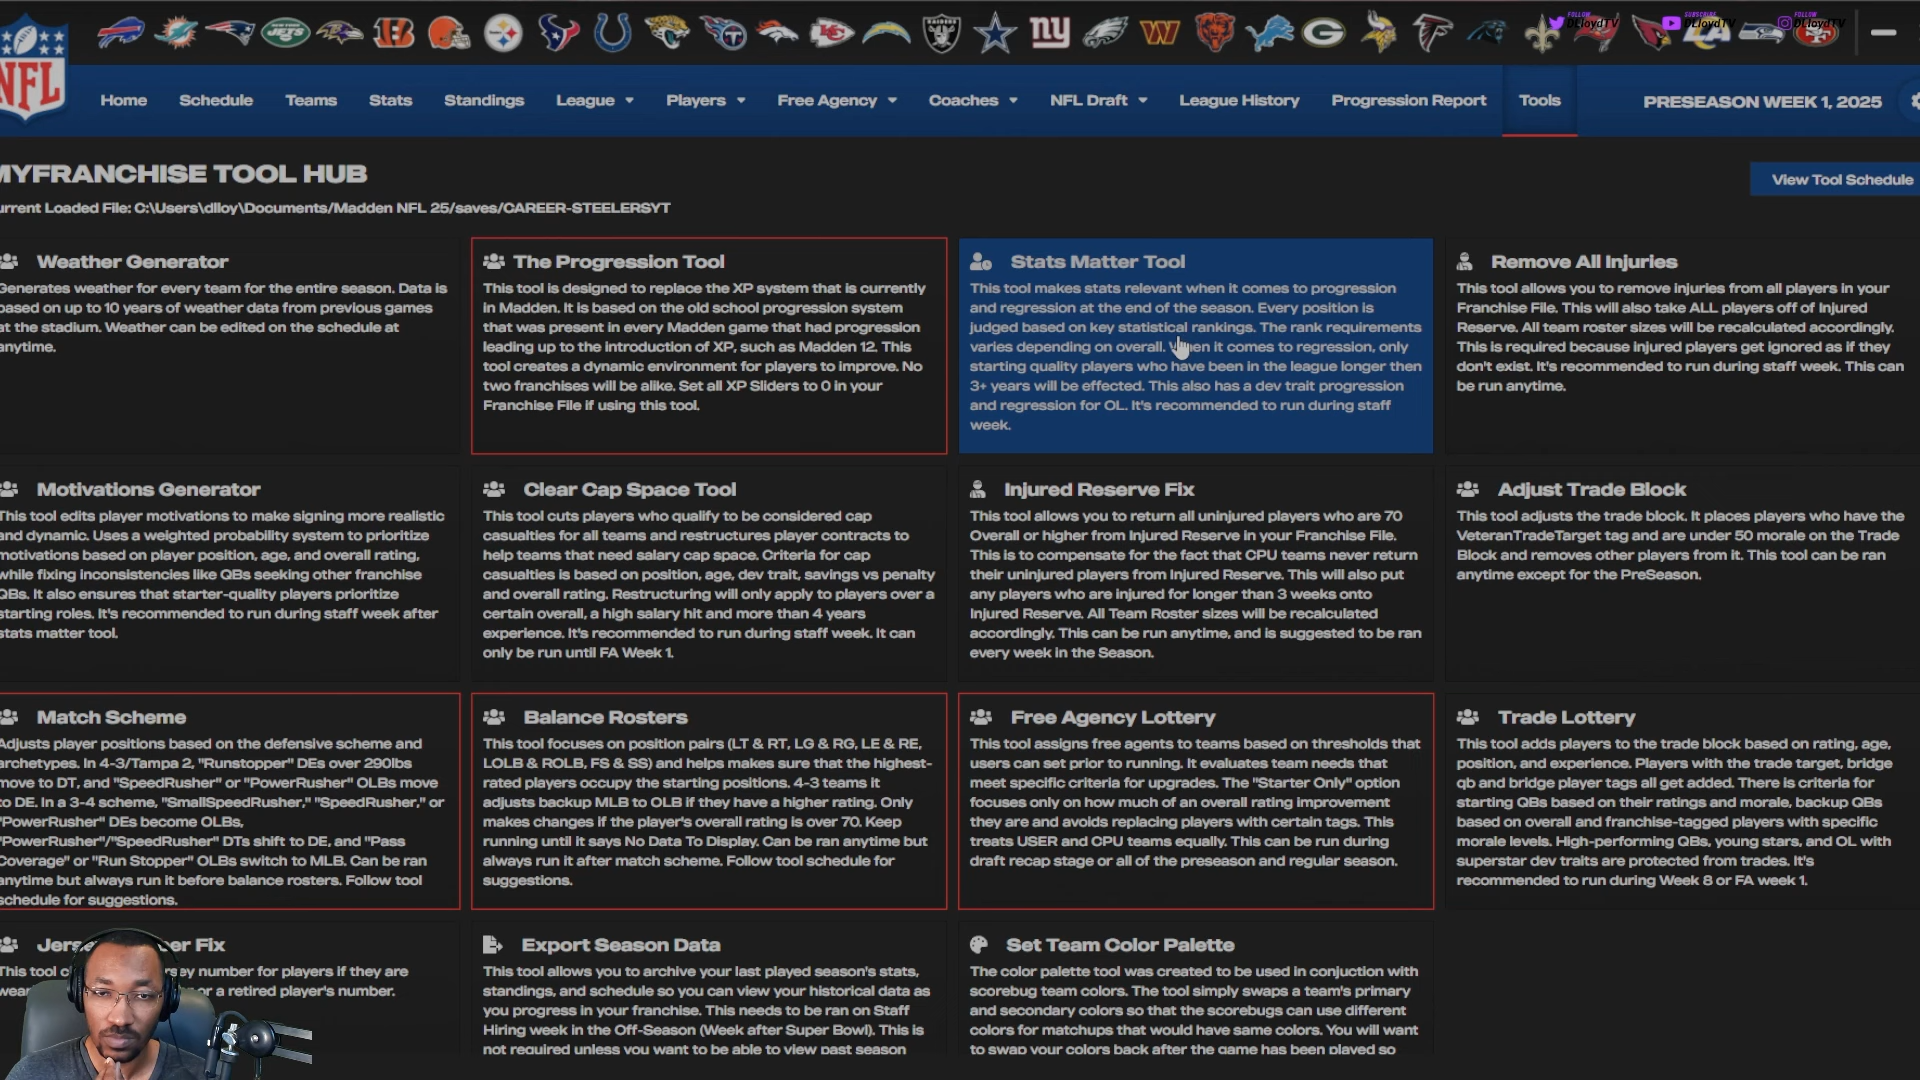 FOLLOW
DLloydTV
SUBSCRIBE
DLloydTV
FOLLOW
DLloydTV
NFL
Home
Schedule
Teams
Stats
Standings
League
Players
Free Agency
Coaches
NFL Draft
League History
Progression Report
Tools
PRESEASON WEEK 1, 2025
MYFRANCHISE TOOL HUB
View Tool Schedule
urrent Loaded File: C:\Users\dlloy\Documents/Madden NFL 25/saves/CAREER-STEELERSYT
Weather Generator
Generates weather for every team for the entire season. Data is
based on up to 10 years of weather data from previous games
at the stadium. Weather can be edited on the schedule at
anytime.
The Progression Tool
This tool is designed to replace the XP system that is currently
in Madden. It is based on the old school progression system
that was present in every Madden game that had progression
leading up to the introduction of XP, such as Madden 12. This
tool creates a dynamic environment for players to improve. No
two franchises will be alike. Set all XP Sliders to 0 in your
Franchise File if using this tool.
Stats Matter Tool
This tool makes stats relevant when it comes to progression
and regression at the end of the season. Every position is
judged based on key statistical rankings. The rank requirements
varies depending on overall. When it comes to regression, only
starting quality players who have been in the league longer then
3+ years will be effected. This also has a dev trait progression
and regression for OL. It's recommended to run during staff
week.
Remove All Injuries
This tool allows you to remove injuries from all players in your
Franchise File. This will also take ALL players off of Injured
Reserve. All team roster sizes will be recalculated accordingly.
This is required because injured players get ignored as if they
don't exist. It's recommended to run during staff week. This can
be run anytime.
Motivations Generator
This tool edits player motivations to make signing more realistic
and dynamic. Uses a weighted probability system to prioritize
motivations based on player position, age, and overall rating,
while fixing inconsistencies like QBs seeking other franchise
QBs. It also ensures that starter-quality players prioritize
starting roles. It's recommended to run during staff week after
stats matter tool.
Clear Cap Space Tool
This tool cuts players who qualify to be considered cap
casualties for all teams and restructures player contracts to
help teams that need salary cap space. Criteria for cap
casualties is based on position, age, dev trait, savings vs penalty
and overall rating. Restructuring will only apply to players over a
certain overall, a high salary hit and more than 4 years
experience. It's recommended to run during staff week. It can
only be run until FA Week 1.
Injured Reserve Fix
This tool allows you to return all uninjured players who are 70
Overall or higher from Injured Reserve in your Franchise File.
This is to compensate for the fact that CPU teams never return
their uninjured players from Injured Reserve. This will also put
any players who are injured for longer than 3 weeks onto
Injured Reserve. All Team Roster sizes will be recalculated
accordingly. This can be run anytime, and is suggested to be ran
every week in the Season.
Adjust Trade Block
This tool adjusts the trade block. It places players who have the
VeteranTradeTarget tag and are under 50 morale on the Trade
Block and removes other players from it. This tool can be ran
anytime except for the PreSeason.
Match Scheme
Adjusts player positions based on the defensive scheme and
archetypes. In 4-3/Tampa 2, "Runstopper" DEs over 290lbs
move to DT, and "SpeedRusher" or "PowerRusher" OLBs move
to DE. In a 3-4 scheme, "SmallSpeedRusher," "SpeedRusher," or
"PowerRusher" DEs become OLBs,
"PowerRusher"/"SpeedRusher" DTs shift to DE, and "Pass
Coverage" or "Run Stopper" OLBs switch to MLB. Can be ran
anytime but always run it before balance rosters. Follow tool
schedule for suggestions.
Balance Rosters
This tool focuses on position pairs (LT & RT, LG & RG, LE & RE,
LOLB & ROLB, FS & SS) and helps makes sure that the highest-
rated players occupy the starting positions. 4-3 teams it
adjusts backup MLB to OLB if they have a higher rating. Only
makes changes if the player's overall rating is over 70. Keep
running until it says No Data To Display. Can be ran anytime but
always run it after match scheme. Follow tool schedule for
suggestions.
Free Agency Lottery
This tool assigns free agents to teams based on thresholds that
users can set prior to running. It evaluates team needs that
meet specific criteria for upgrades. The "Starter Only" option
focuses only on how much of an overall rating improvement
they are and avoids replacing players with certain tags. This
treats USER and CPU teams equally. This can be run during
draft recap stage or all of the preseason and regular season.
Trade Lottery
This tool adds players to the trade block based on rating, age,
position, and experience. Players with the trade target, bridge
qb and bridge player tags all get added. There is criteria for
starting QBs based on their ratings and morale, backup QBs
based on overall and franchise-tagged players with specific
morale levels. High-performing QBs, young stars, and OL with
superstar dev traits are protected from trades. It's
recommended to run during Week 8 or FA week 1.
Fix
This tool
ey number for players if they are
wear
or a retired player's number.
Export Season Data
This tool allows you to archive your last played season's stats,
standings, and schedule so you can view your historical data as
you progress in your franchise. This needs to be ran on Staff
Hiring week in the Off-Season (Week after Super Bowl). This is
not required unless you want to be able to view past season
Set Team Color Palette
The color palette tool was created to be used in conjuction with
scorebug team colors. The tool simply swaps a team's primary
and secondary colors so that the scorebugs can use different
colors for matchups that would have same colors. You will want
to swap your colors back after the game has been played so